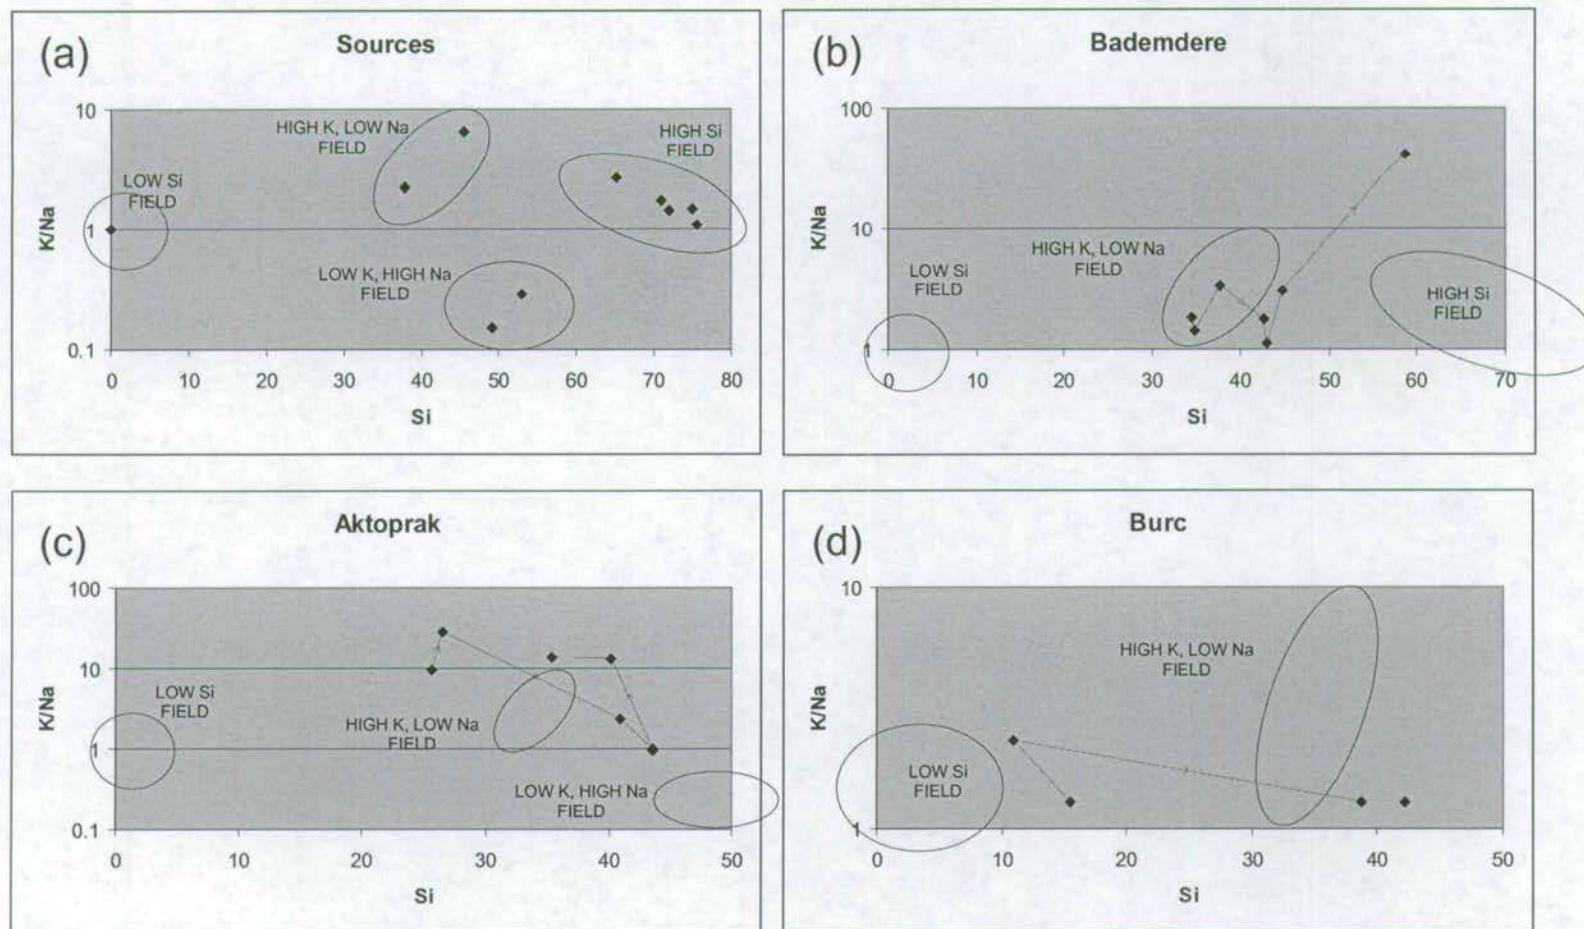 (a)
Sources
10
1
0.1
K/Na
HIGH K, LOW Na
FIELD
HIGH Si
FIELD
LOW Si
FIELD
LOW K, HIGH Na
FIELD
0 10 20 30 40 50 60 70 80
Si
(b)
Bademdere
100
10
1
K/Na
HIGH K, LOW Na
FIELD
LOW Si
FIELD
HIGH Si
FIELD
0 10 20 30 40 50 60 70
Si
(c)
Aktoprak
100
10
1
0.1
K/Na
LOW Si
FIELD
HIGH K, LOW Na
FIELD
LOW K, HIGH Na
FIELD
0 10 20 30 40 50
Si
(d)
Burc
10
1
K/Na
HIGH K, LOW Na
FIELD
LOW Si
FIELD
0 10 20 30 40 50
Si